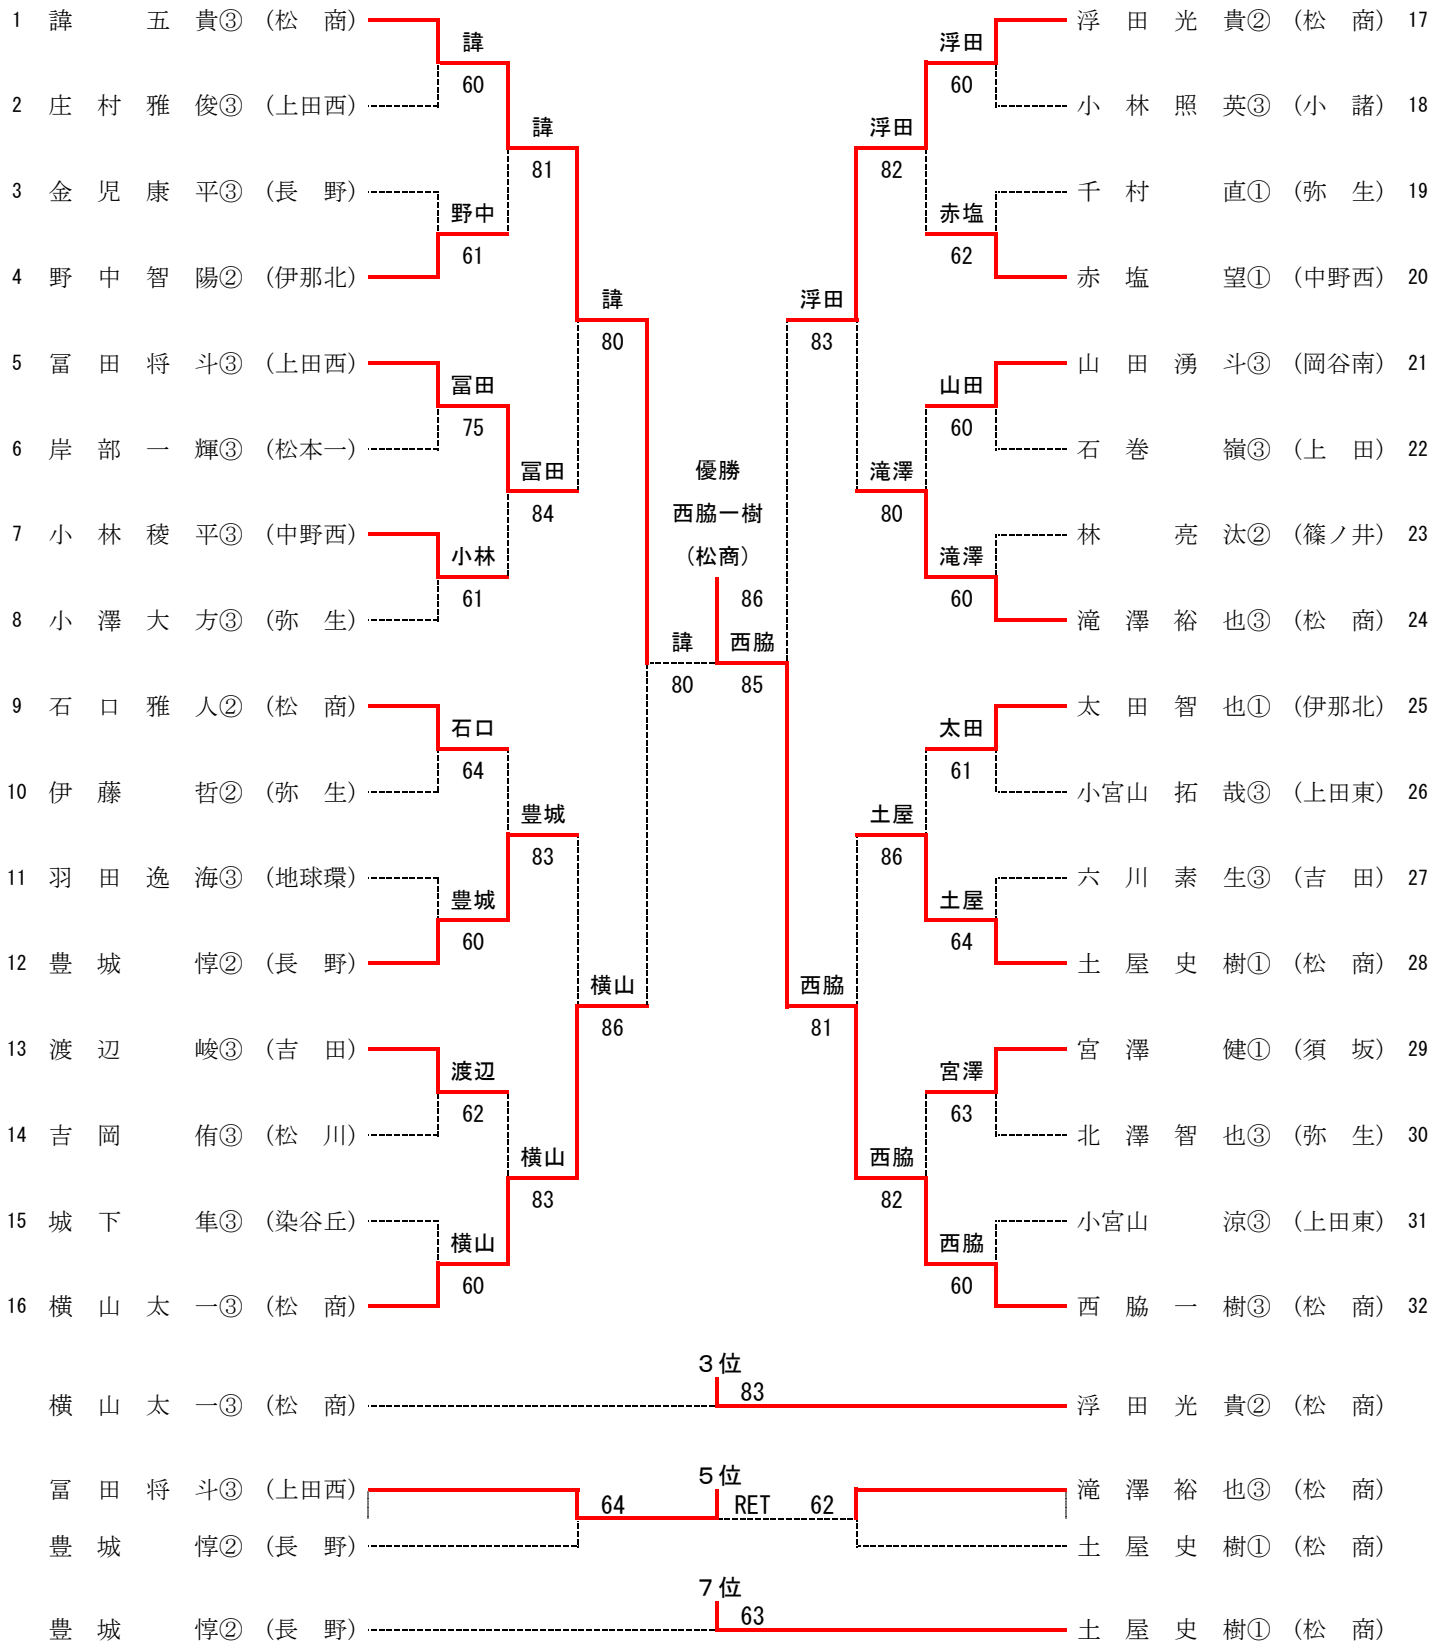 1 諱 五 貴③ (松 商) 浮 田 光 貴② (松 商) 17
諱 浮田
60 60
2 庄 村 雅 俊③ (上田西) 小 林 照 英③ (小 諸) 18
諱 浮田
81 82
3 金 児 康 平③ (長 野) 千 村 直① (弥 生) 19
野中 赤塩
61 62
4 野 中 智 陽② (伊那北) 赤 塩 望① (中野西) 20
諱 浮田
80 83
5 冨 田 将 斗③ (上田西) 山 田 湧 斗③ (岡谷南) 21
冨田 山田
75 60
6 岸 部 一 輝③ (松本一) 石 巻 嶺③ (上 田) 22
冨田 優勝 滝澤
84 西脇一樹 80
7 小 林 稜 平③ (中野西) 林 亮 汰② (篠ノ井) 23
小林 (松商) 滝澤
61 86 60
8 小 澤 大 方③ (弥 生) 滝 澤 裕 也③ (松 商) 24
諱 西脇
80 85
9 石 口 雅 人② (松 商) 太 田 智 也① (伊那北) 25
石口 太田
64 61
10 伊 藤 哲② (弥 生) 小宮山 拓 哉③ (上田東) 26
豊城 土屋
83 86
11 羽 田 逸 海③ (地球環) 六 川 素 生③ (吉 田) 27
豊城 土屋
60 64
12 豊 城 惇② (長 野) 土 屋 史 樹① (松 商) 28
横山 西脇
86 81
13 渡 辺 峻③ (吉 田) 宮 澤 健① (須 坂) 29
渡辺 宮澤
62 63
14 吉 岡 侑③ (松 川) 北 澤 智 也③ (弥 生) 30
横山 西脇
83 82
15 城 下 隼③ (染谷丘) 小宮山 涼③ (上田東) 31
横山 西脇
60 60
16 横 山 太 一③ (松 商) 西 脇 一 樹③ (松 商) 32
３位
83
横 山 太 一③ (松 商) 浮 田 光 貴② (松 商)
５位
冨 田 将 斗③ (上田西) 滝 澤 裕 也③ (松 商)
64 RET 62
豊 城 惇② (長 野) 土 屋 史 樹① (松 商)
７位
63
豊 城 惇② (長 野) 土 屋 史 樹① (松 商)